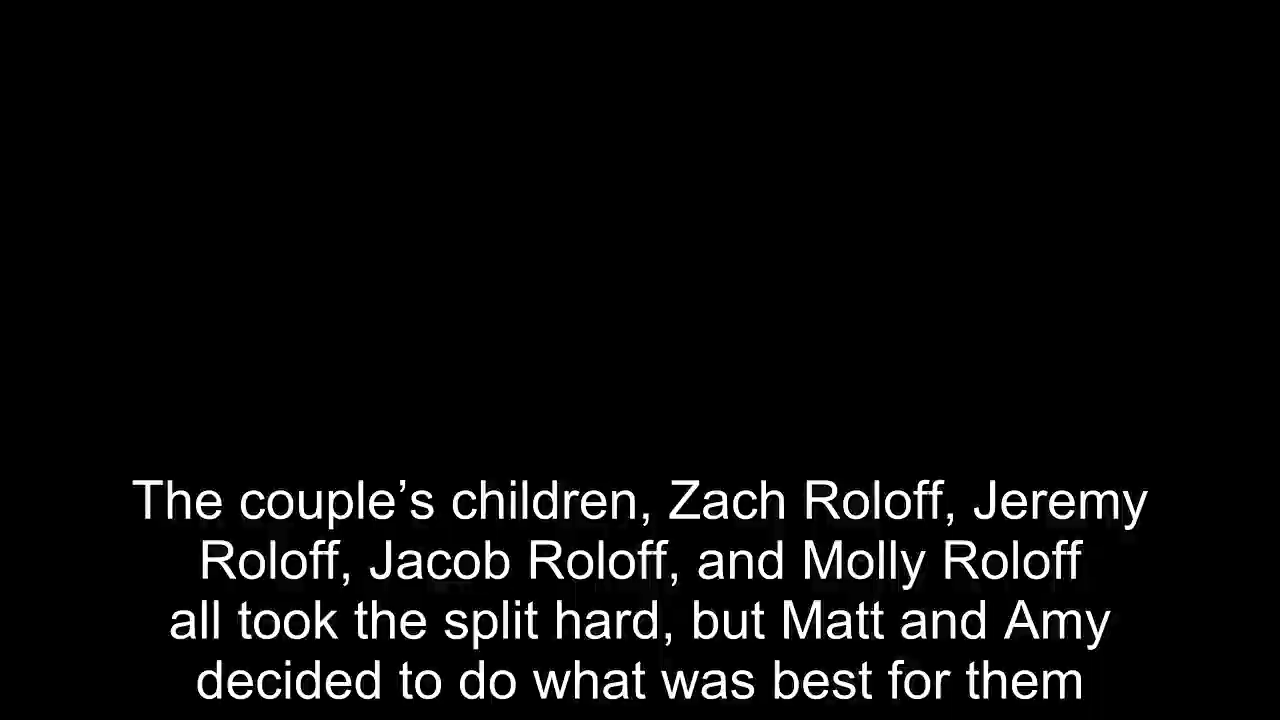 The couple’s children, Zach Roloff, Jeremy
Roloff, Jacob Roloff, and Molly Roloff
all took the split hard, but Matt and Amy
decided to do what was best for them